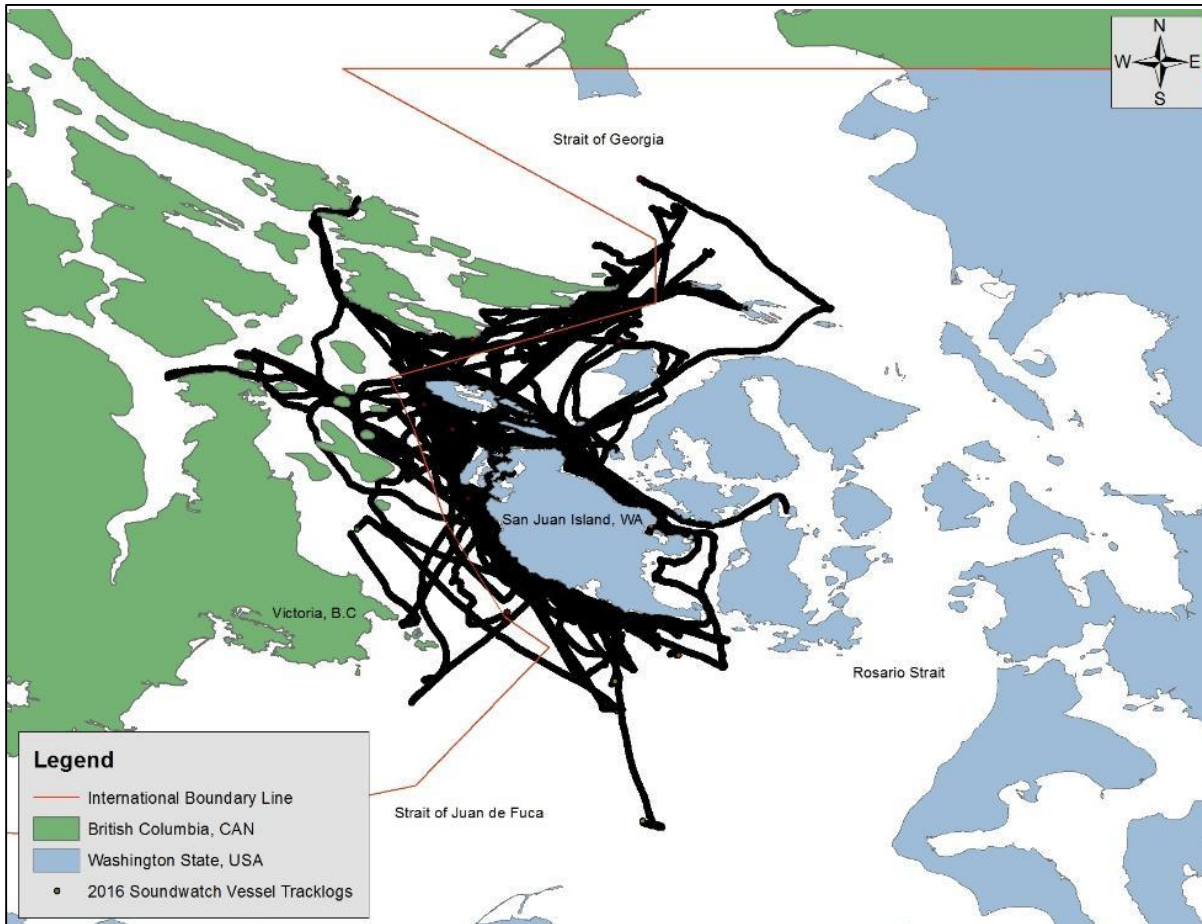 N
W E
S
Strait of Georgia
San Juan Island, WA
Victoria, B.C
Rosario Strait
Strait of Juan de Fuca
Legend
International Boundary Line
British Columbia, CAN
Washington State, USA
2016 Soundwatch Vessel Tracklogs